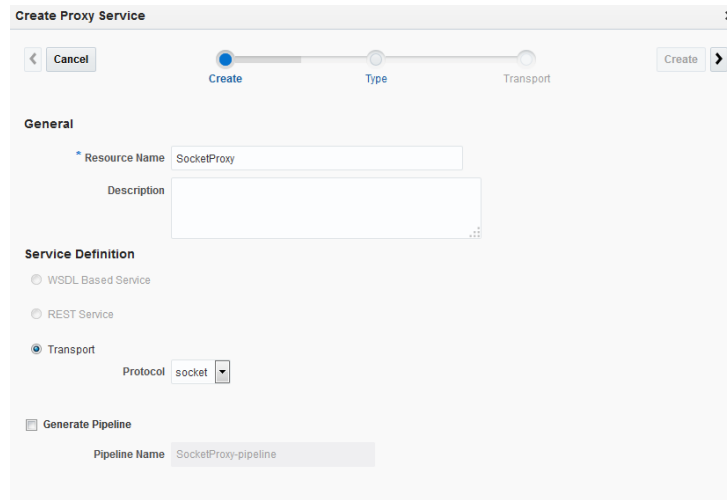 Create Proxy Service
Cancel
Create
Type
Transport
Create
General
* Resource Name SocketProxy
Description
Service Definition
WSDL Based Service
REST Service
Transport
Protocol socket
Generate Pipeline
Pipeline Name SocketProxy-pipeline